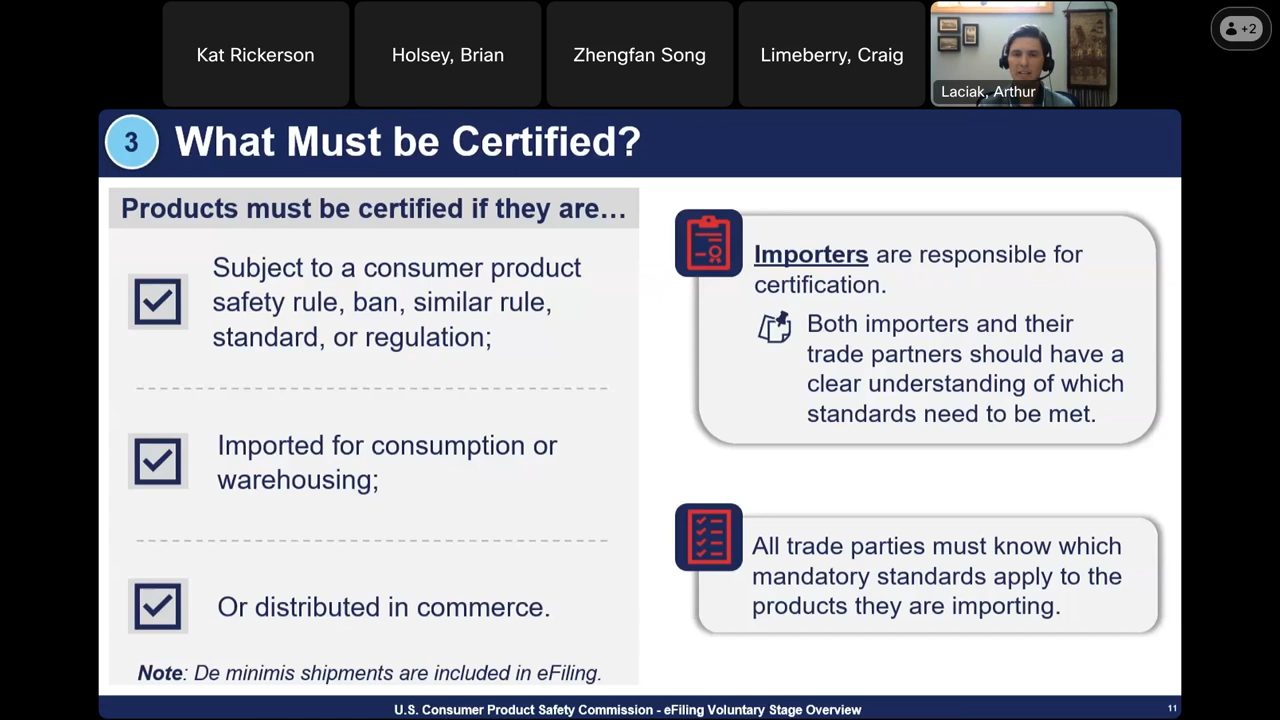 Kat Rickerson
Holsey, Brian
Zhengfan Song
Limeberry, Craig
Laciak, Arthur
+2
3
What Must be Certified?
Products must be certified if they are…
Subject to a consumer product
safety rule, ban, similar rule,
standard, or regulation;
Imported for consumption or
warehousing;
Or distributed in commerce.
Note: De minimis shipments are included in eFiling.
Importers are responsible for
certification.
Both importers and their
trade partners should have a
clear understanding of which
standards need to be met.
All trade parties must know which
mandatory standards apply to the
products they are importing.
U.S. Consumer Product Safety Commission - eFiling Voluntary Stage Overview
11